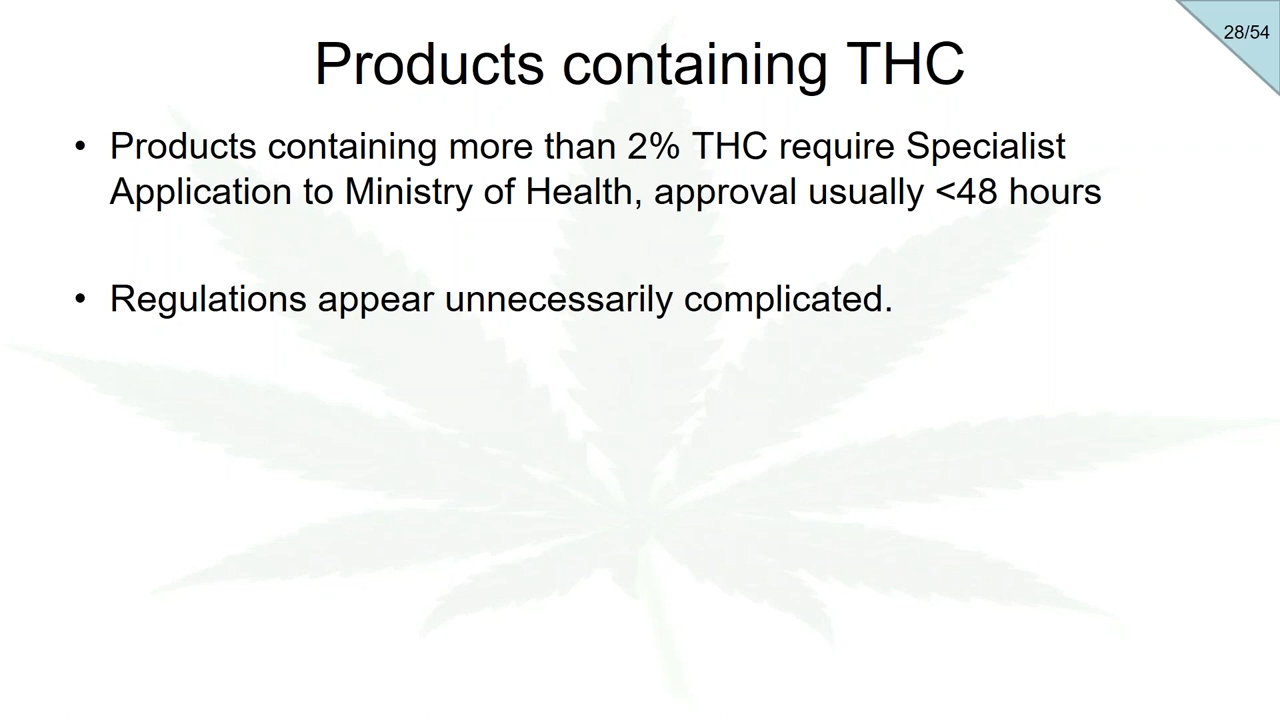 28/54
Products containing THC
• Products containing more than 2% THC require Specialist
Application to Ministry of Health, approval usually <48 hours
• Regulations appear unnecessarily complicated.